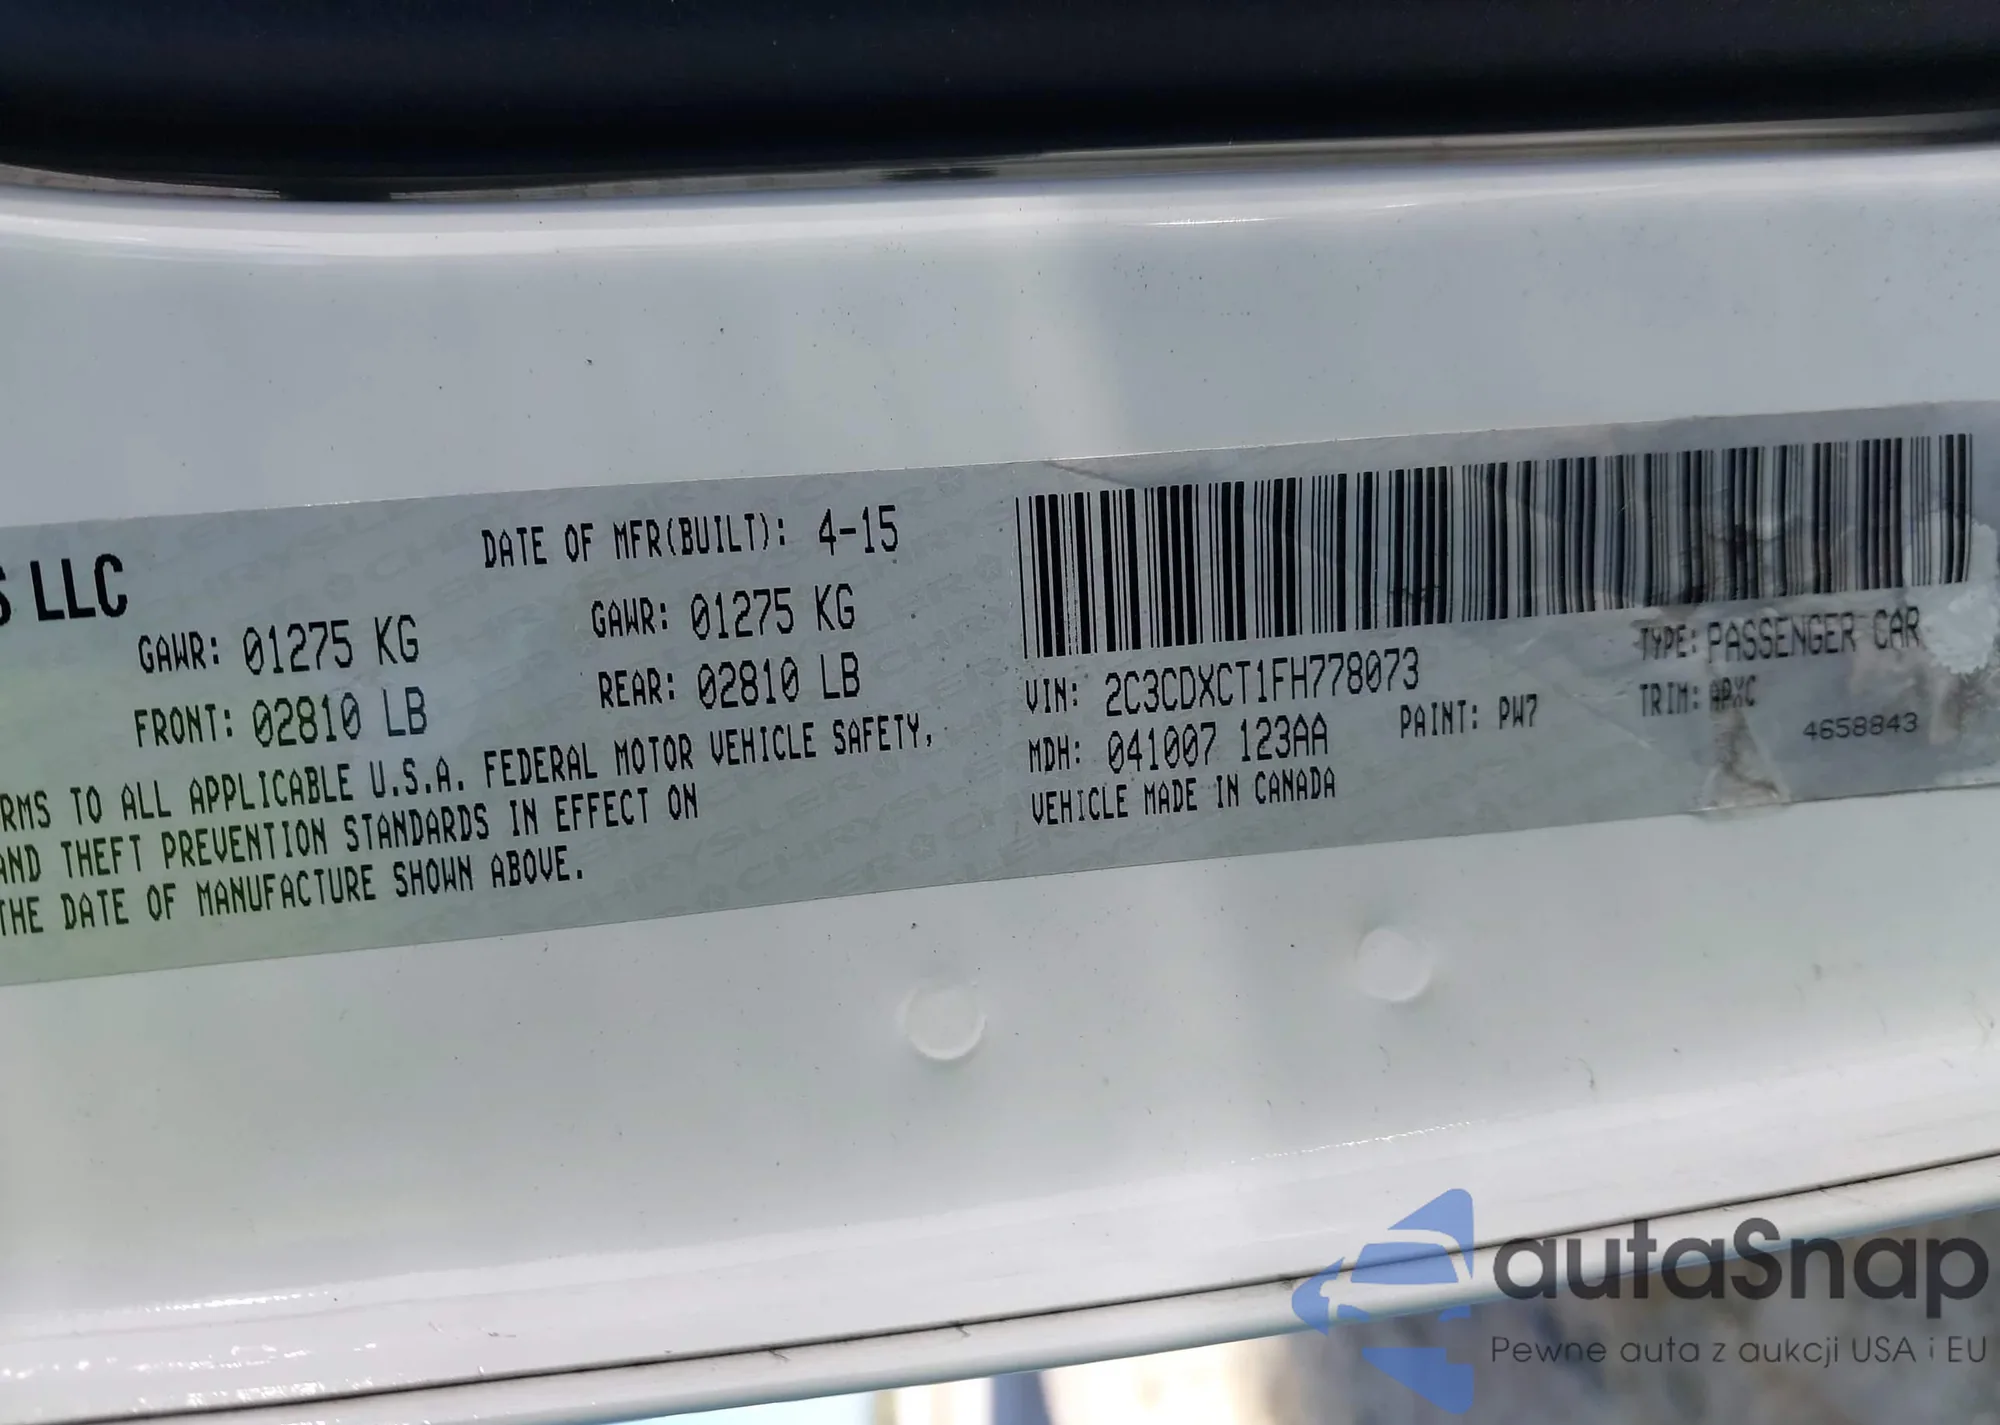 S LLC
DATE OF MFR(BUILT): 4-15
GAWR: 01275 KG
GAWR: 01275 KG
FRONT: 02810 LB
REAR: 02810 LB
RMS TO ALL APPLICABLE U.S.A. FEDERAL MOTOR VEHICLE SAFETY,
AND THEFT PREVENTION STANDARDS IN EFFECT ON
THE DATE OF MANUFACTURE SHOWN ABOVE.
VIN: 2C3CDXCT1FH778073
TYPE: PASSENGER CAR
MDH: 041007 123AA
PAINT: PW7
TRIM: APXC
4658843
VEHICLE MADE IN CANADA
autaSnap
Pewne auta z aukcji USA i EU